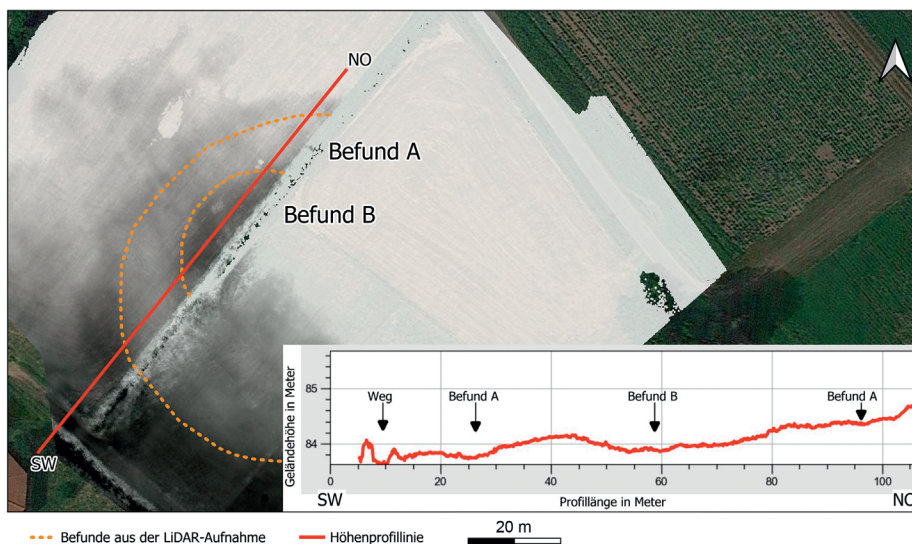 NO
Befund A
Befund B
SW
Geländehöhe in Meter
85
84
Weg
Befund A
Befund B
Befund A
0
20
40
60
80
100
SW
Profillänge in Meter
NO
Befunde aus der LiDAR-Aufnahme
Höhenprofillinie
20 m